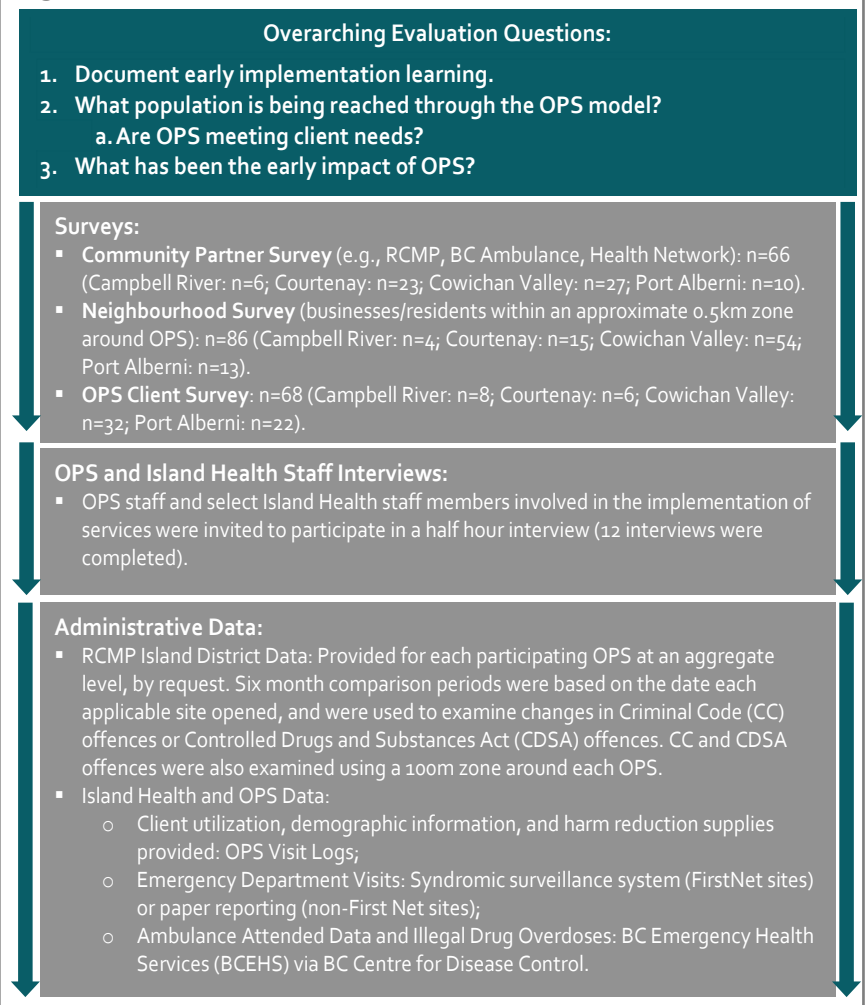 Overarching Evaluation Questions:
1. Document early implementation learning.
2. What population is being reached through the OPS model?
a. Are OPS meeting client needs?
3. What has been the early impact of OPS?
Surveys:
▪ Community Partner Survey (e.g., RCMP, BC Ambulance, Health Network): n=66
(Campbell River: n=6; Courtenay: n=23; Cowichan Valley: n=27; Port Alberni: n=10).
▪ Neighbourhood Survey (businesses/residents within an approximate 0.5km zone
around OPS): n=86 (Campbell River: n=4; Courtenay: n=15; Cowichan Valley: n=54;
Port Alberni: n=13).
▪ OPS Client Survey: n=68 (Campbell River: n=8; Courtenay: n=6; Cowichan Valley:
n=32; Port Alberni: n=22).
OPS and Island Health Staff Interviews:
▪ OPS staff and select Island Health staff members involved in the implementation of
services were invited to participate in a half hour interview (12 interviews were
completed).
Administrative Data:
▪ RCMP Island District Data: Provided for each participating OPS at an aggregate
level, by request. Six month comparison periods were based on the date each
applicable site opened, and were used to examine changes in Criminal Code (CC)
offences or Controlled Drugs and Substances Act (CDSA) offences. CC and CDSA
offences were also examined using a 100m zone around each OPS.
▪ Island Health and OPS Data:
o Client utilization, demographic information, and harm reduction supplies
provided: OPS Visit Logs;
o Emergency Department Visits: Syndromic surveillance system (FirstNet sites)
or paper reporting (non-First Net sites);
o Ambulance Attended Data and Illegal Drug Overdoses: BC Emergency Health
Services (BCEHS) via BC Centre for Disease Control.